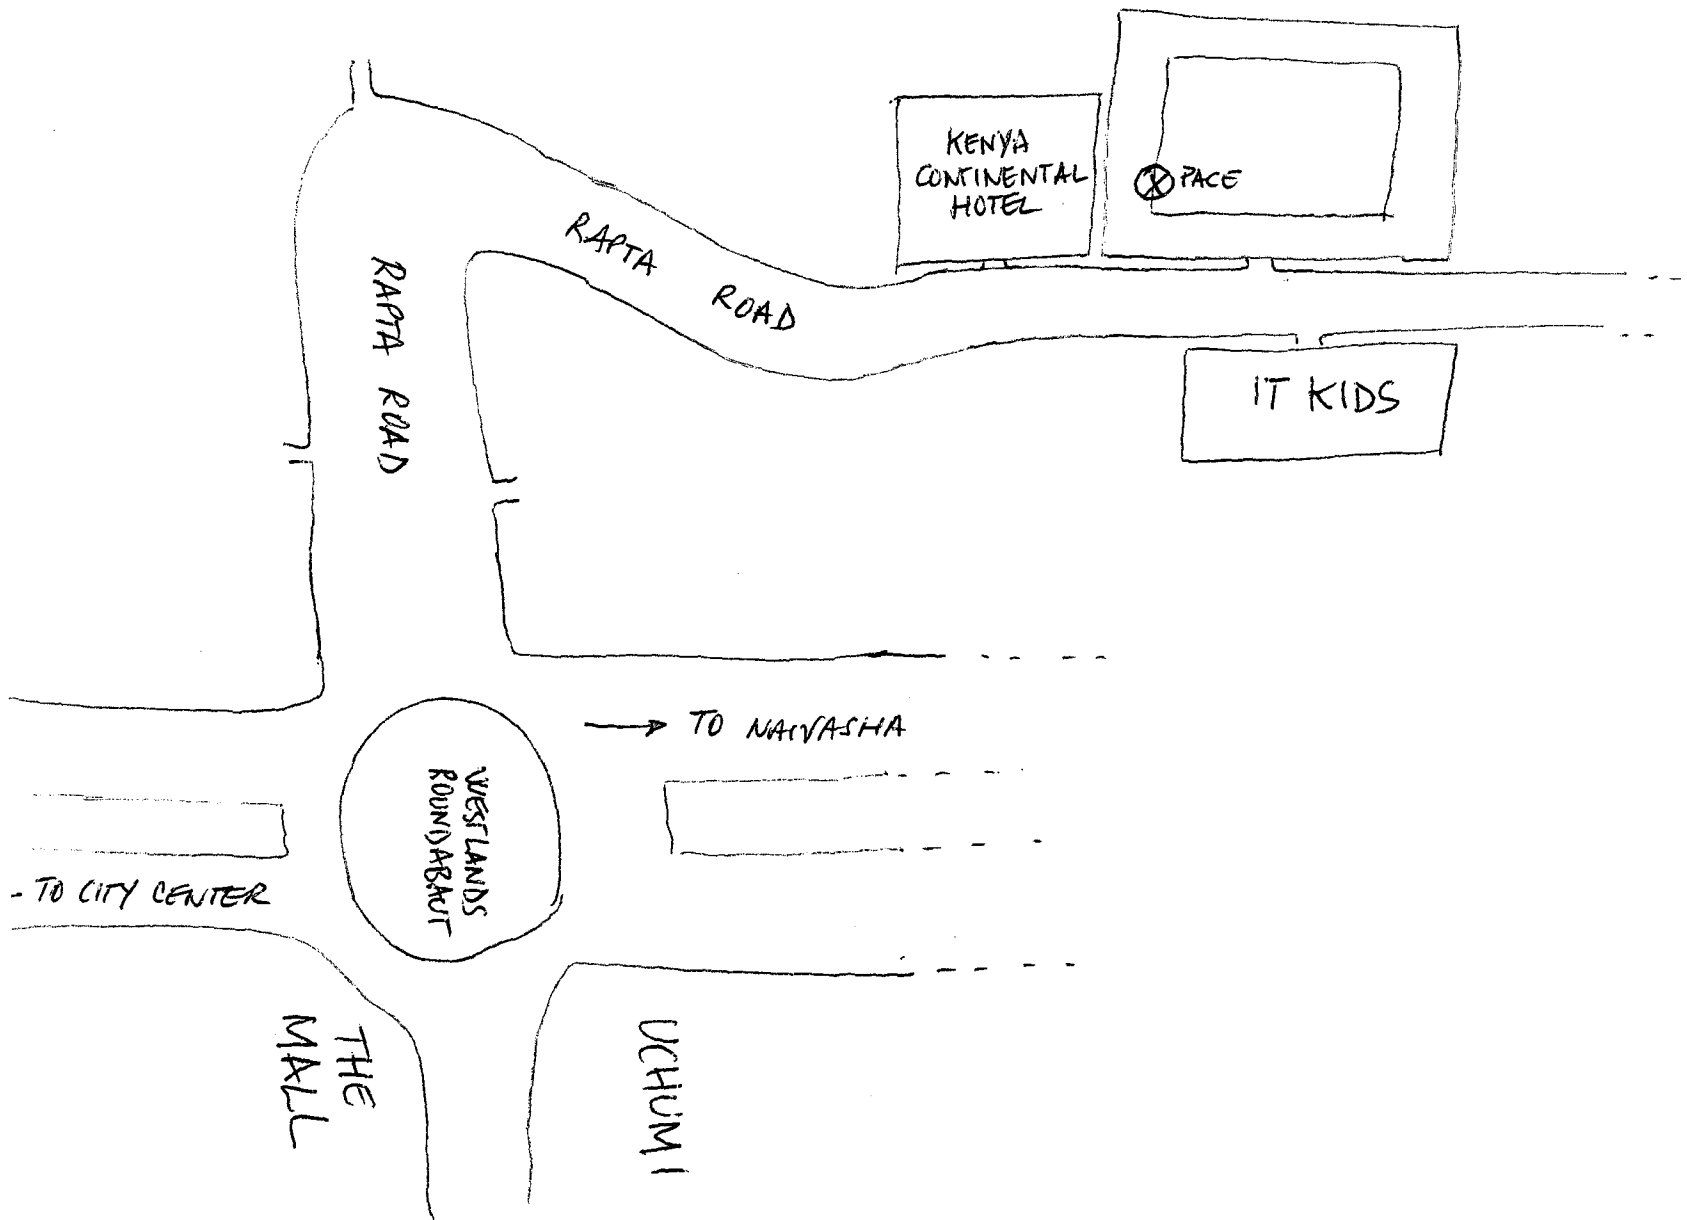 KENYA
CONTINENTAL
HOTEL
PACE
RAPTA
ROAD
RAPTA ROAD
IT KIDS
→ TO NAIVASHA
WESTLANDS
ROUNDABAUT
- TO CITY CENTER
THE
MALL
UCHUMI